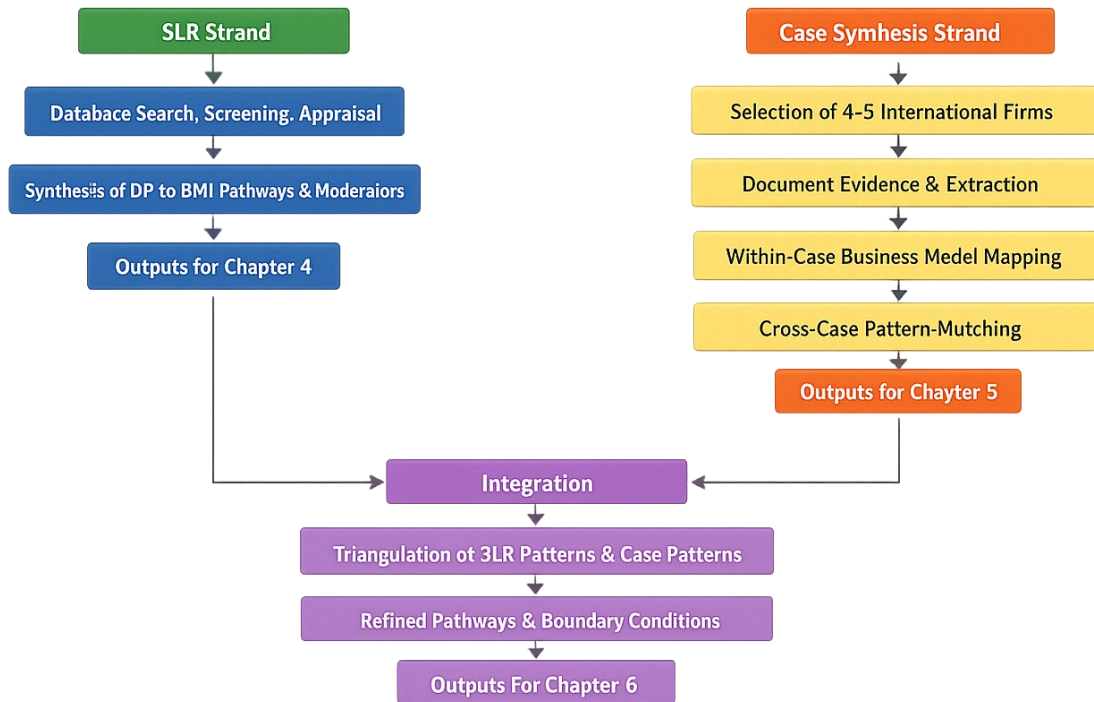 SLR Strand
Databace Search, Screening. Appraisal
Synthesis of DP to BMI Pathways & Moderaiors
Outputs for Chapter 4
Case Symhesis Strand
Selection of 4-5 International Firms
Document Evidence & Extraction
Within-Case Business Medel Mapping
Cross-Case Pattern-Mutching
Outputs for Chayter 5
Integration
Triangulation ot 3LR Patterns & Case Patterns
Refined Pathways & Boundary Conditions
Outputs For Chapter 6